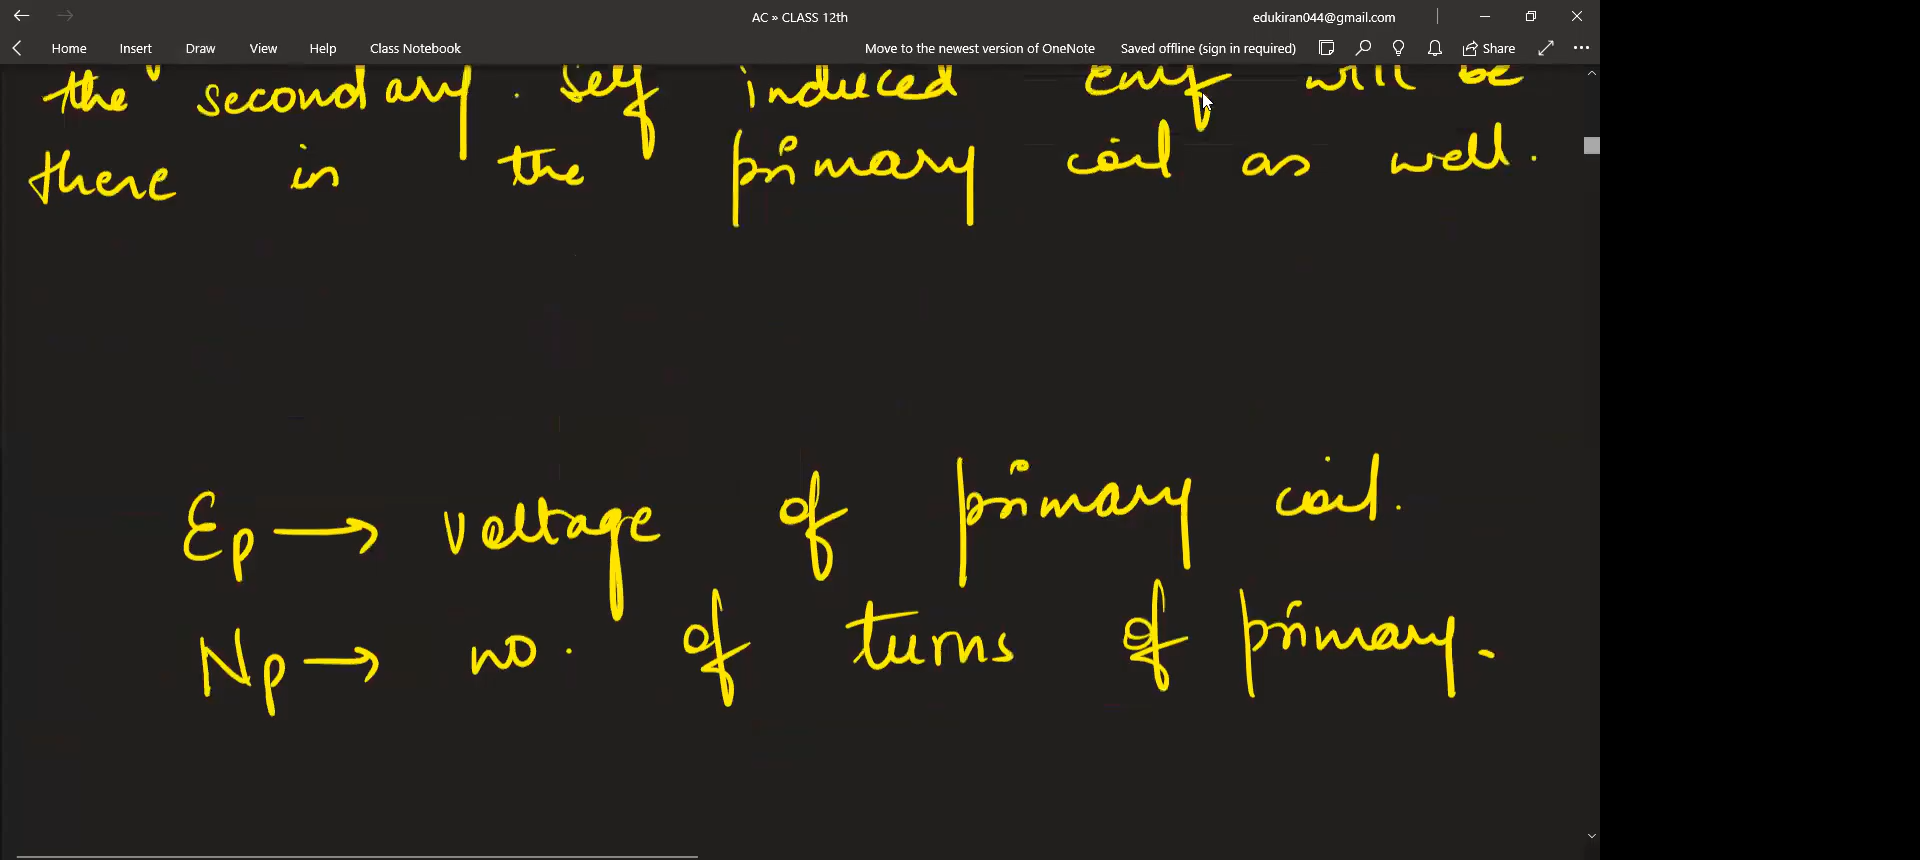 AC » CLASS 12th
edukiran044@gmail.com
Home Insert Draw View Help Class Notebook Move to the newest version of OneNote Saved offline (sign in required) Share
the secondary. Self induced emf will be
there in the primary coil as well.
Ep → voltage of primary coil.
Np → no. of turns of primary.